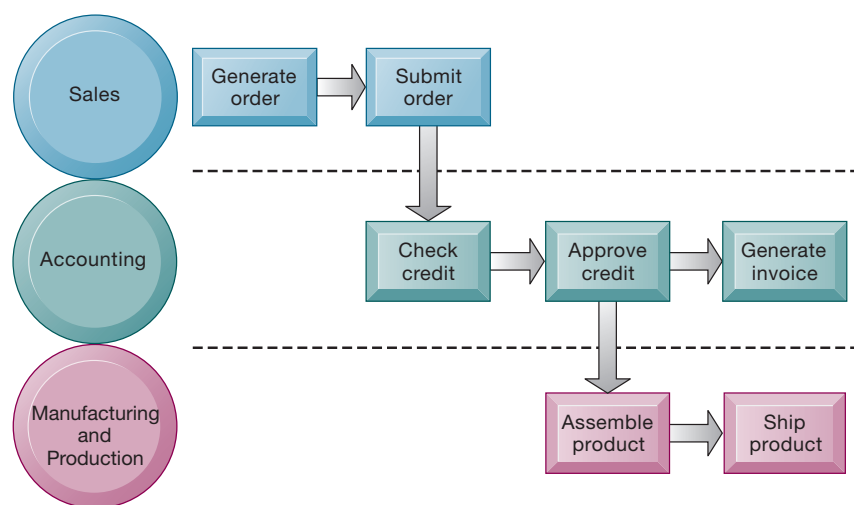 Sales
Generate
order
Submit
order
Accounting
Check
credit
Approve
credit
Generate
invoice
Manufacturing
and
Production
Assemble
product
Ship
product